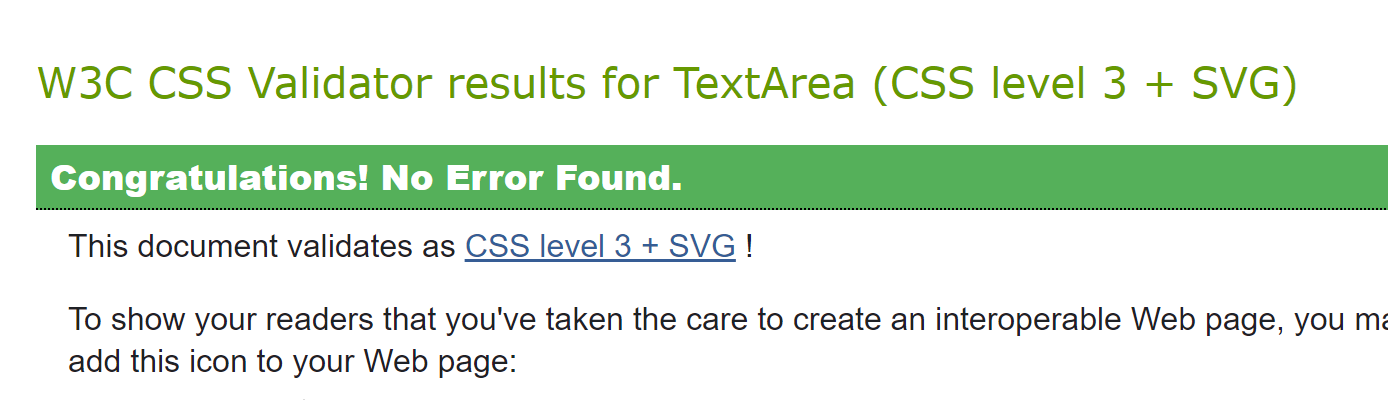 W3C CSS Validator results for TextArea (CSS level 3 + SVG)
Congratulations! No Error Found.
This document validates as CSS level 3 + SVG !
To show your readers that you've taken the care to create an interoperable Web page, you
add this icon to your Web page: